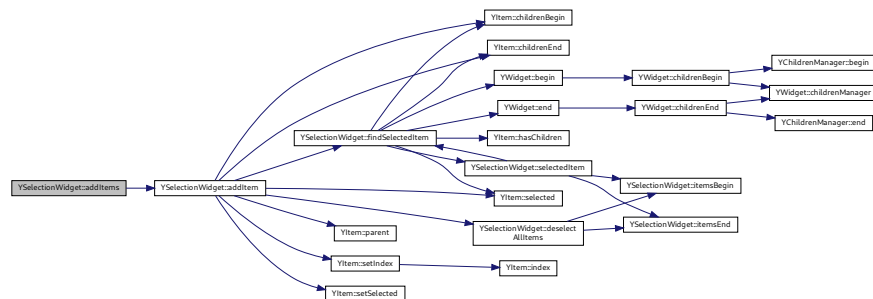 YItem::childrenBegin
YItem::childrenEnd
YChildrenManager::begin
YWidget::begin
YWidget::childrenBegin
YChildrenManager::childrenManager
YWidget::end
YWidget::childrenEnd
YChildrenManager::end
YSelectionWidget::findSelectedItem
YItem::hasChildren
YSelectionWidget::selectedItem
YSelectionWidget::addItems
YSelectionWidget::addItem
YSelectionWidget::itemsBegin
YItem::selected
YSelectionWidget::itemsEnd
YItem::parent
YSelectionWidget::deselect
AllItems
YItem::setIndex
YItem::index
YItem::setSelected